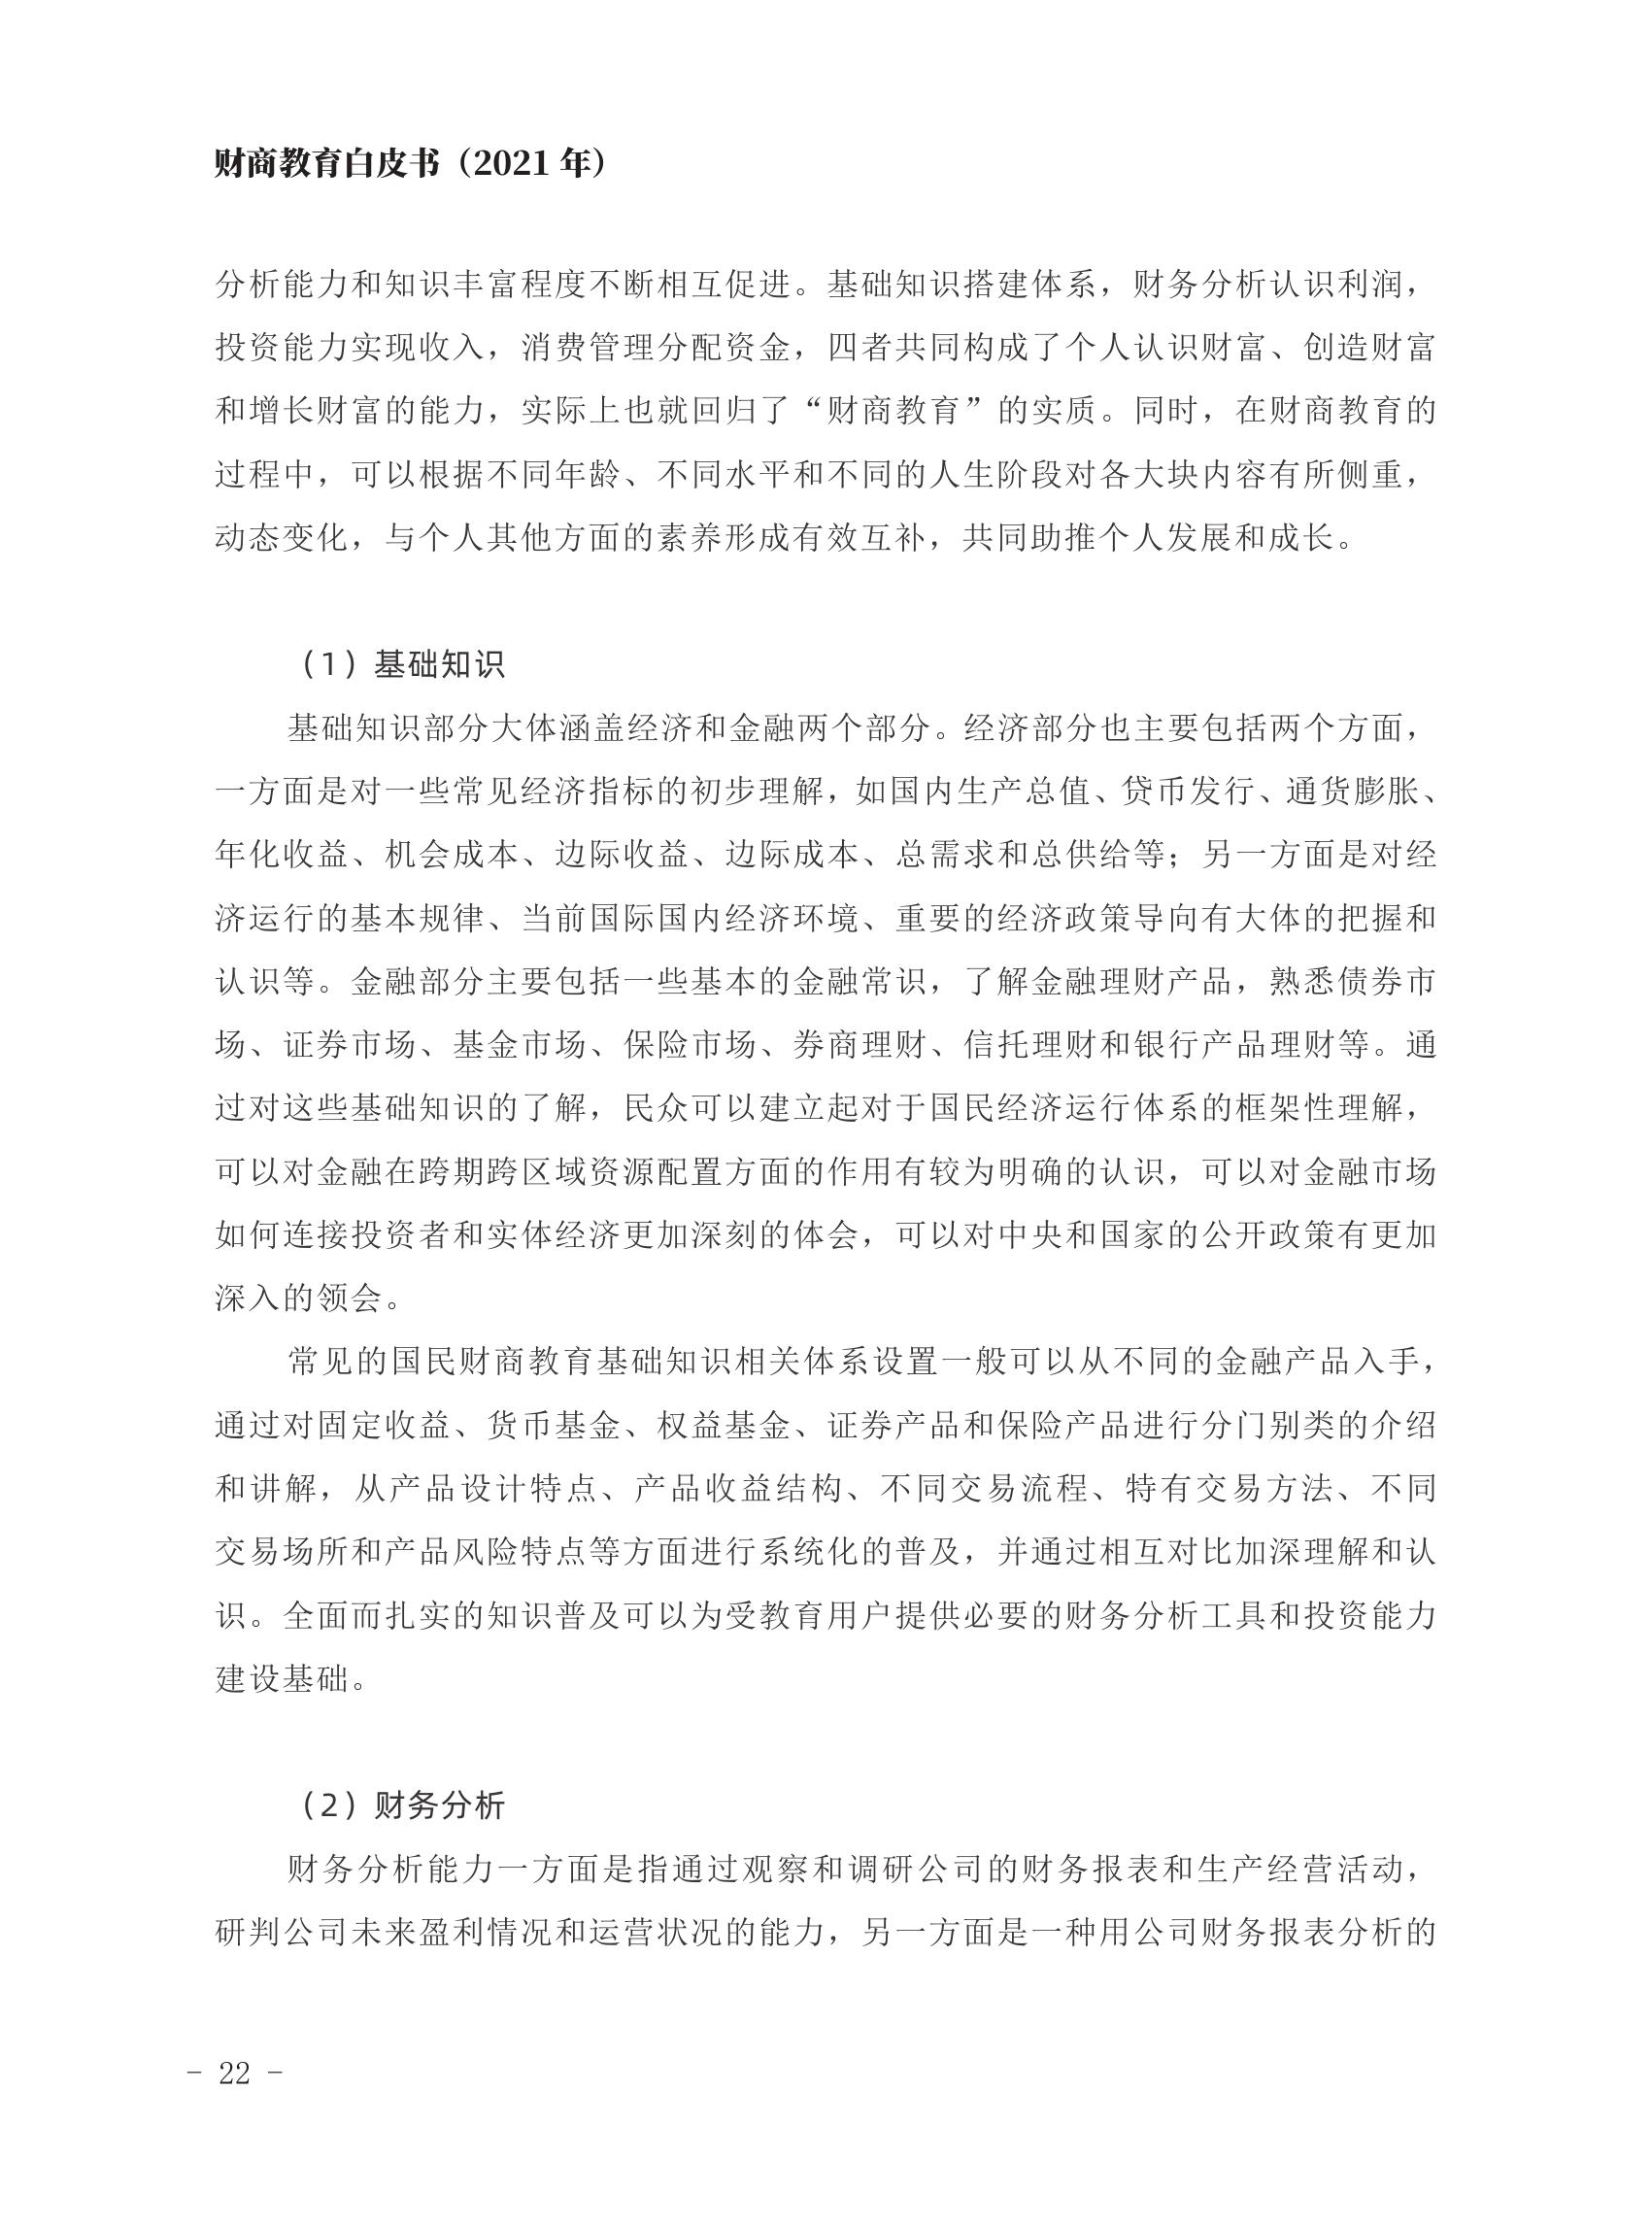 财商教育白皮书（2021 年）
分析能力和知识丰富程度不断相互促进。基础知识搭建体系，财务分析认识利润，
投资能力实现收入，消费管理分配资金，四者共同构成了个人认识财富、创造财富
和增长财富的能力，实际上也就回归了“财商教育”的实质。同时，在财商教育的
过程中，可以根据不同年龄、不同水平和不同的人生阶段对各大块内容有所侧重，
动态变化，与个人其他方面的素养形成有效互补，共同助推个人发展和成长。
（1）基础知识
基础知识部分大体涵盖经济和金融两个部分。经济部分也主要包括两个方面，
一方面是对一些常见经济指标的初步理解，如国内生产总值、贷币发行、通货膨胀、
年化收益、机会成本、边际收益、边际成本、总需求和总供给等；另一方面是对经
济运行的基本规律、当前国际国内经济环境、重要的经济政策导向有大体的把握和
认识等。金融部分主要包括一些基本的金融常识，了解金融理财产品，熟悉债券市
场、证券市场、基金市场、保险市场、券商理财、信托理财和银行产品理财等。通
过对这些基础知识的了解，民众可以建立起对于国民经济运行体系的框架性理解，
可以对金融在跨期跨区域资源配置方面的作用有较为明确的认识，可以对金融市场
如何连接投资者和实体经济更加深刻的体会，可以对中央和国家的公开政策有更加
深入的领会。
常见的国民财商教育基础知识相关体系设置一般可以从不同的金融产品入手，
通过对固定收益、货币基金、权益基金、证券产品和保险产品进行分门别类的介绍
和讲解，从产品设计特点、产品收益结构、不同交易流程、特有交易方法、不同
交易场所和产品风险特点等方面进行系统化的普及，并通过相互对比加深理解和认
识。全面而扎实的知识普及可以为受教育用户提供必要的财务分析工具和投资能力
建设基础。
（2）财务分析
财务分析能力一方面是指通过观察和调研公司的财务报表和生产经营活动，
研判公司未来盈利情况和运营状况的能力，另一方面是一种用公司财务报表分析的
- 22 -